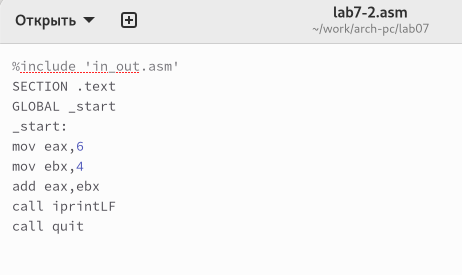 Открыть
lab7-2.asm
~/work/arch-pc/lab07
%include 'in_out.asm'
SECTION .text
GLOBAL _start
_start:
mov eax,6
mov ebx,4
add eax,ebx
call iprintLF
call quit